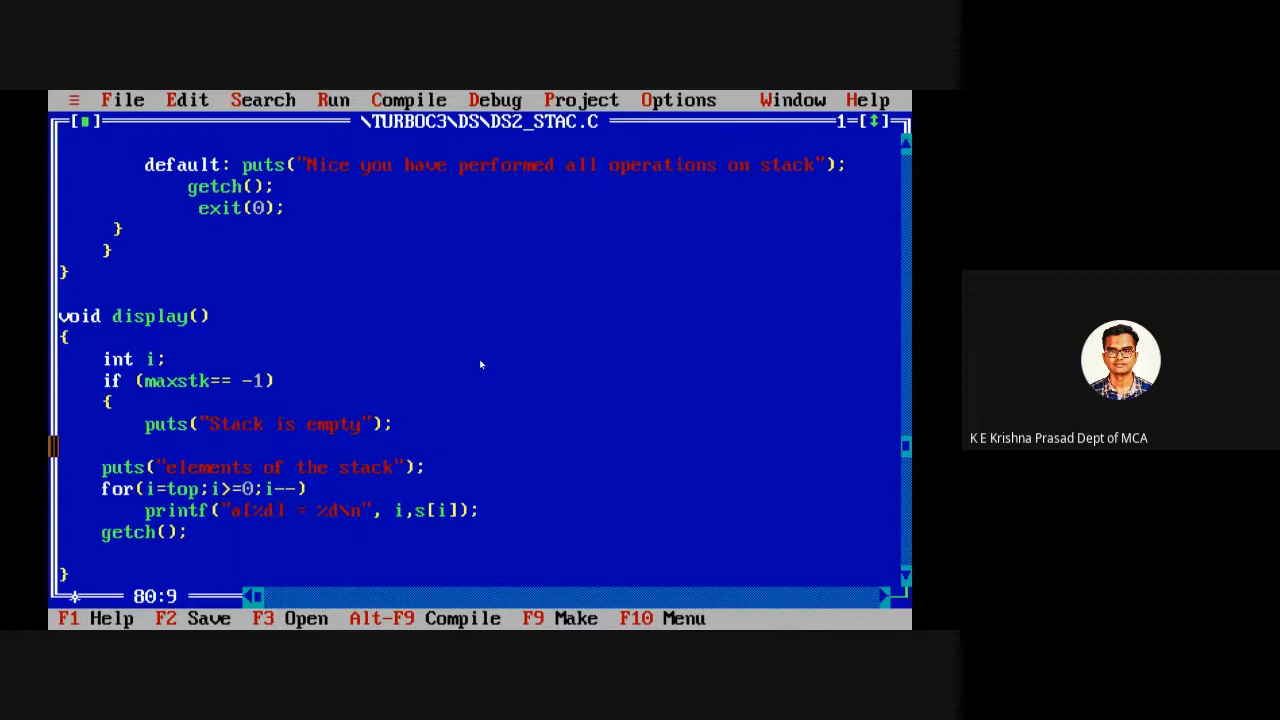 ≡ File Edit Search Run Compile Debug Project Options Window Help
[■] \TURBOC3\DS\DS2_STAC.C 1=[↕]
default: puts("Nice you have performed all operations on stack");
getch();
exit(0);
}
}
}
void display()
{
int i;
if (maxstk== -1)
{
puts("Stack is empty");
puts("elements of the stack");
for(i=top;i>=0;i--)
printf("a[%d] = %d\n", i,s[i]);
getch();
}
80:9
F1 Help F2 Save F3 Open Alt-F9 Compile F9 Make F10 Menu
K E Krishna Prasad Dept of MCA